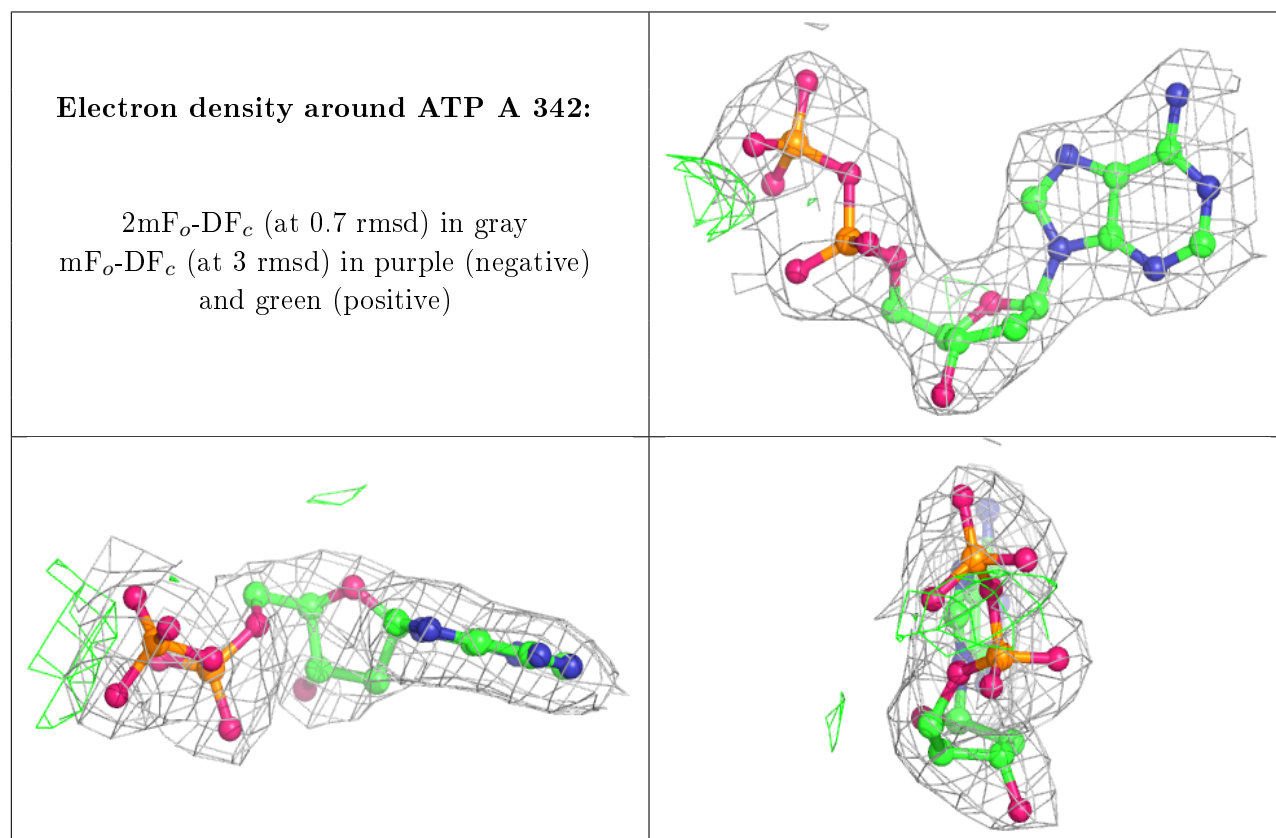 Electron density around ATP A 342:
2mFo-DFc (at 0.7 rmsd) in gray
mFo-DFc (at 3 rmsd) in purple (negative)
and green (positive)